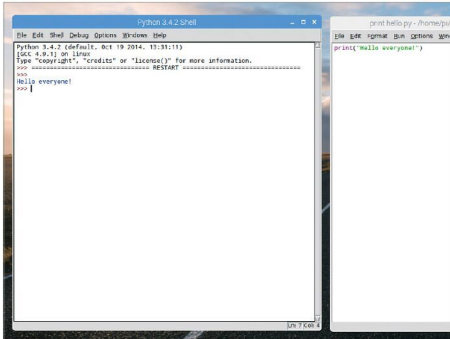 Python 3.4.2 Shell
File Edit Shell Debug Options Windows Help
Python 3.4.2 (default, Oct 19 2014, 13:31:11)
[GCC 4.9.1] on linux
Type "copyright", "credits" or "license()" for more information.
>>> ================================ RESTART ================================
>>>
Hello everyone!
>>>
Ln: 7 Col: 4
print hello.py - /home/pi/
File Edit Format Run Options Win
print("Hello everyone!")